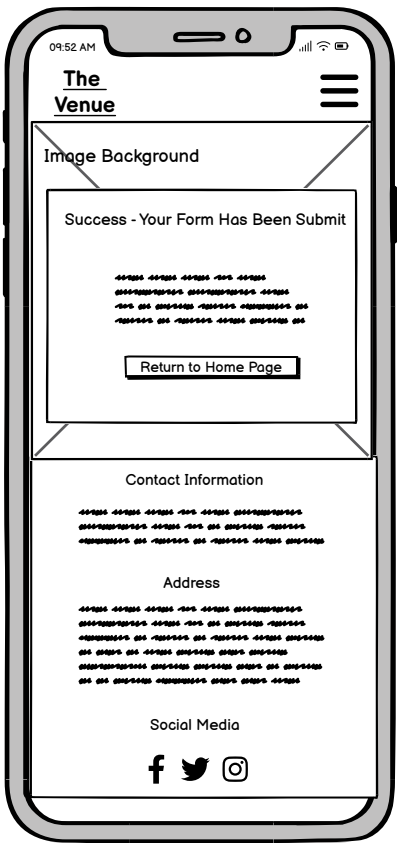 09:52 AM
The
Venue
Image Background
Success - Your Form Has Been Submit
Return to Home Page
Contact Information
Address
Social Media